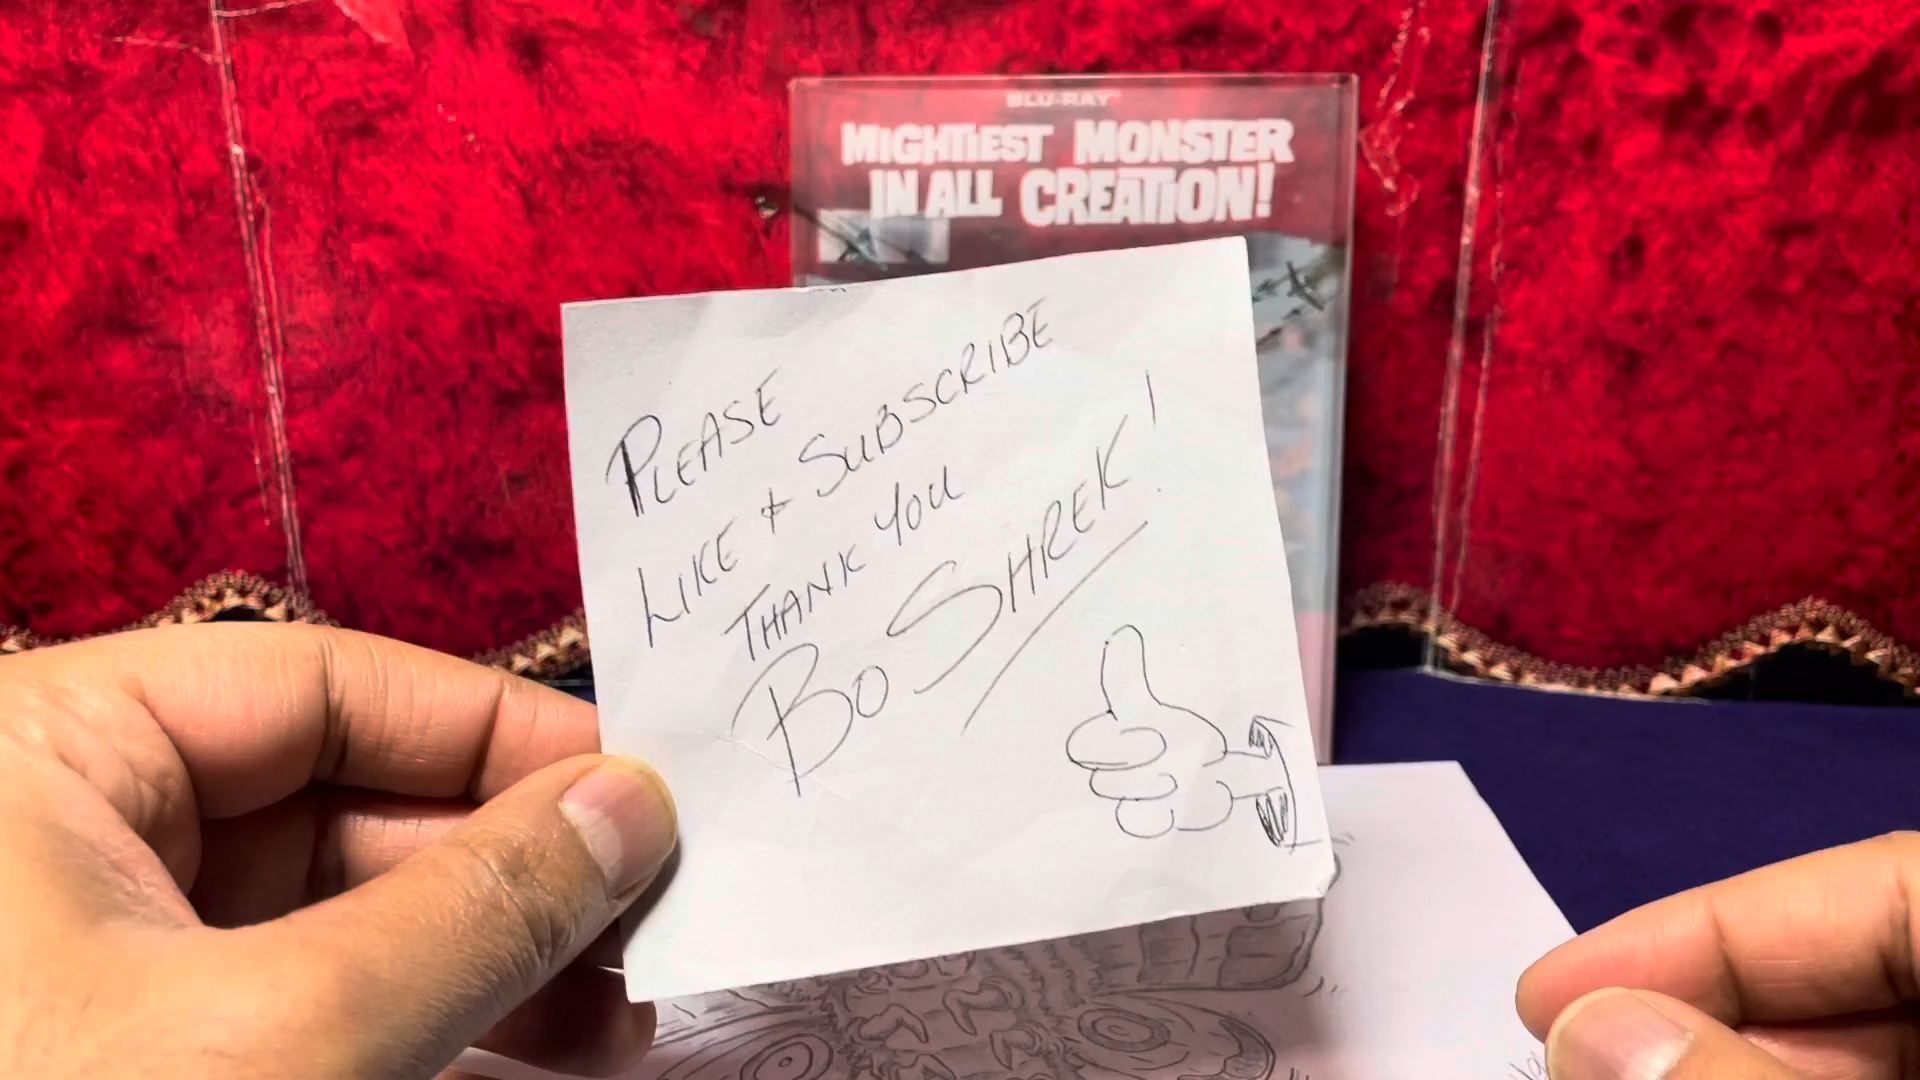 BLU-RAY
MIGHTIEST MONSTER
IN ALL CREATION!
PLEASE
LIKE + SUBSCRIBE
THANK YOU
BO SHREK!